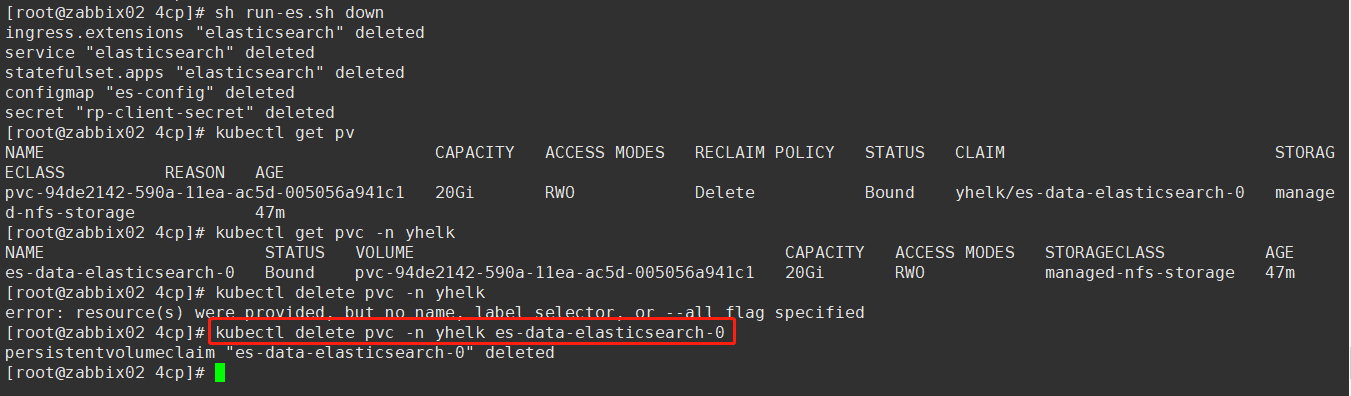 [root@zabbix02 4cp]# sh run-es.sh down
ingress.extensions "elasticsearch" deleted
service "elasticsearch" deleted
statefulset.apps "elasticsearch" deleted
configmap "es-config" deleted
secret "rp-client-secret" deleted
[root@zabbix02 4cp]# kubectl get pv
NAME CAPACITY ACCESS MODES RECLAIM POLICY STATUS CLAIM STORAG
ECLASS REASON AGE
pvc-94de2142-590a-11ea-ac5d-005056a941c1 20Gi RWO Delete Bound yhelk/es-data-elasticsearch-0 manage
d-nfs-storage 47m
[root@zabbix02 4cp]# kubectl get pvc -n yhelk
NAME STATUS VOLUME CAPACITY ACCESS MODES STORAGECLASS AGE
es-data-elasticsearch-0 Bound pvc-94de2142-590a-11ea-ac5d-005056a941c1 20Gi RWO managed-nfs-storage 47m
[root@zabbix02 4cp]# kubectl delete pvc -n yhelk
error: resource(s) were provided, but no name, label selector, or --all flag specified
[root@zabbix02 4cp]# kubectl delete pvc -n yhelk es-data-elasticsearch-0
persistentvolumeclaim "es-data-elasticsearch-0" deleted
[root@zabbix02 4cp]#